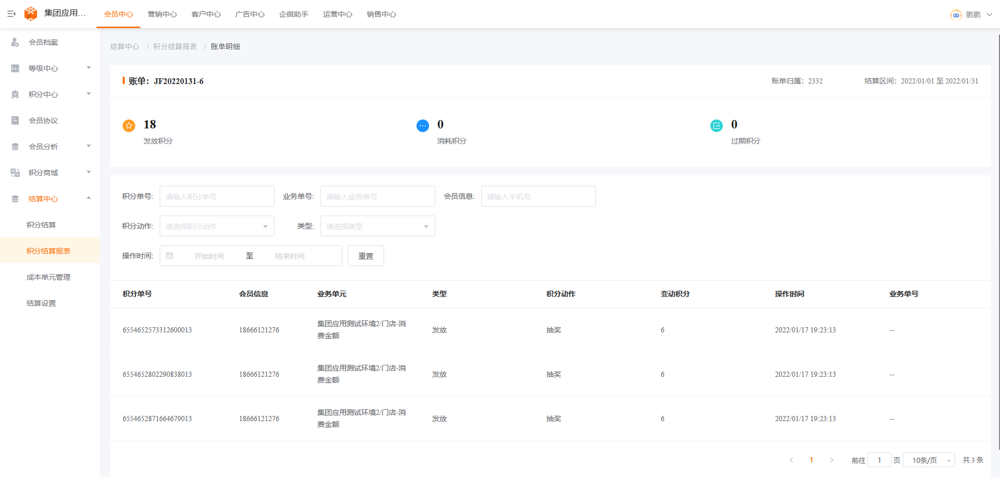 集团应用... 会员中心 营销中心 客户中心 广告中心 企微助手 运营中心 销售中心 鹏鹏
会员档案
等级中心
积分中心
会员协议
会员分析
积分商城
结算中心
积分结算
积分结算报表
成本单元管理
结算设置
结算中心 / 积分结算报表 / 账单明细
账单：JF20220131-6 账单归属：2332 结算区间：2022/01/01 至 2022/01/31
18 0 0
发放积分 消耗积分 过期积分
积分单号: 请输入积分单号 业务单号: 请输入业务单号 会员信息: 请输入手机号
积分动作: 请选择积分动作 类型: 请选择类型
操作时间: 开始时间 至 结束时间 重置
积分单号 会员信息 业务单元 类型 积分动作 变动积分 操作时间 业务单号
6554652573312600013 18666121276 集团应用测试环境2/门店-消 发放 抽奖 6 2022/01/17 19:23:13 --
费金额
6554652802290838013 18666121276 集团应用测试环境2/门店-消 发放 抽奖 6 2022/01/17 19:23:13 --
费金额
6554652871664679013 18666121276 集团应用测试环境2/门店-消 发放 抽奖 6 2022/01/17 19:23:13 --
费金额
1 前往 1 页 10条/页 共 3 条